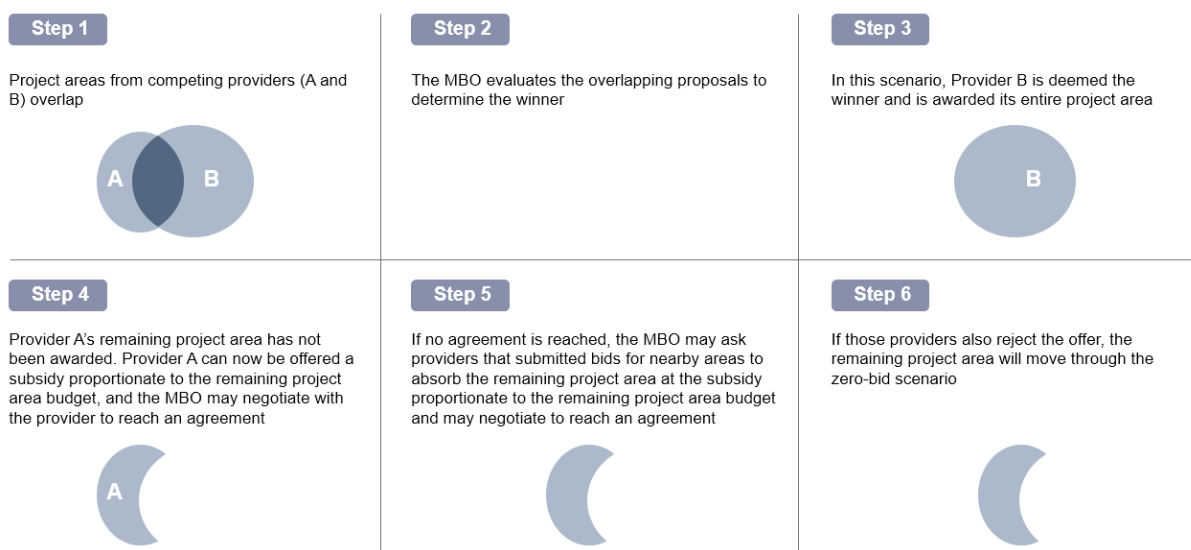 Step 1
Project areas from competing providers (A and
B) overlap
A
B
Step 2
The MBO evaluates the overlapping proposals to
determine the winner
Step 3
In this scenario, Provider B is deemed the
winner and is awarded its entire project area
B
Step 4
Provider A’s remaining project area has not
been awarded. Provider A can now be offered a
subsidy proportionate to the remaining project
area budget, and the MBO may negotiate with
the provider to reach an agreement
A
Step 5
If no agreement is reached, the MBO may ask
providers that submitted bids for nearby areas to
absorb the remaining project area at the subsidy
proportionate to the remaining project area budget
and may negotiate to reach an agreement
Step 6
If those providers also reject the offer, the
remaining project area will move through the
zero-bid scenario